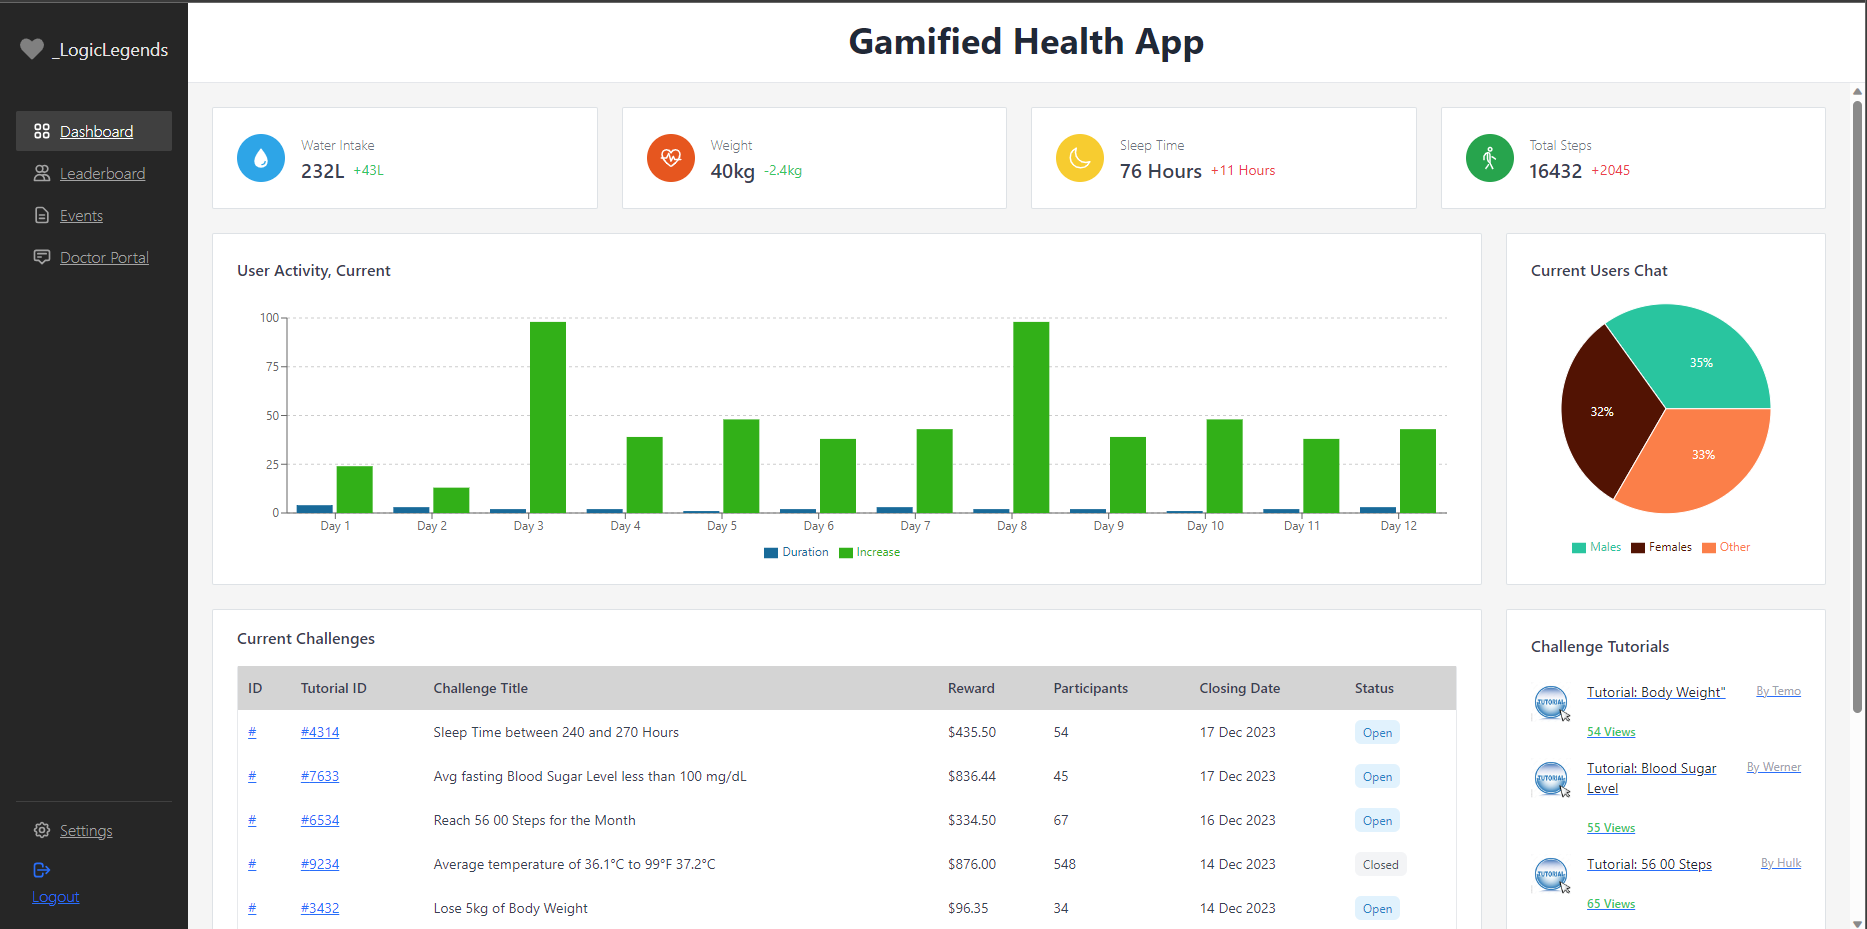 _LogicLegends
Dashboard
Leaderboard
Events
Doctor Portal
Settings
Logout
Gamified Health App
Water Intake
232L +43L
Weight
40kg -2.4kg
Sleep Time
76 Hours +11 Hours
Total Steps
16432 +2045
User Activity, Current
100
75
50
25
0
Day 1 Day 2 Day 3 Day 4 Day 5 Day 6 Day 7 Day 8 Day 9 Day 10 Day 11 Day 12
Duration Increase
Current Users Chat
35%
32%
33%
Males Females Other
Current Challenges
ID Tutorial ID Challenge Title Reward Participants Closing Date Status
# #4314 Sleep Time between 240 and 270 Hours $435.50 54 17 Dec 2023 Open
# #7633 Avg fasting Blood Sugar Level less than 100 mg/dL $836.44 45 17 Dec 2023 Open
# #6534 Reach 56 00 Steps for the Month $334.50 67 16 Dec 2023 Open
# #9234 Average temperature of 36.1°C to 99°F 37.2°C $876.00 548 14 Dec 2023 Closed
# #3432 Lose 5kg of Body Weight $96.35 34 14 Dec 2023 Open
Challenge Tutorials
TUTORIAL
Tutorial: Body Weight" By Temo
54 Views
TUTORIAL
Tutorial: Blood Sugar By Werner
Level
55 Views
TUTORIAL
Tutorial: 56 00 Steps By Hulk
65 Views